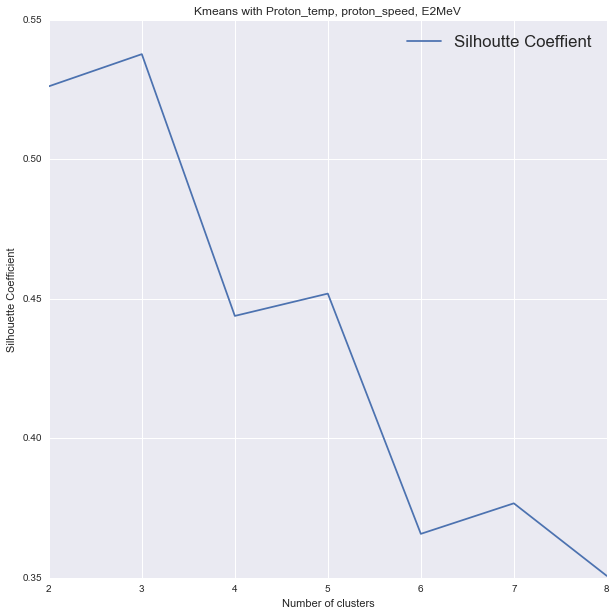 Kmeans with Proton_temp, proton_speed, E2MeV
Silhoutte Coeffient
0.55
0.50
0.45
0.40
0.35
Silhouette Coefficient
2 3 4 5 6 7 8
Number of clusters